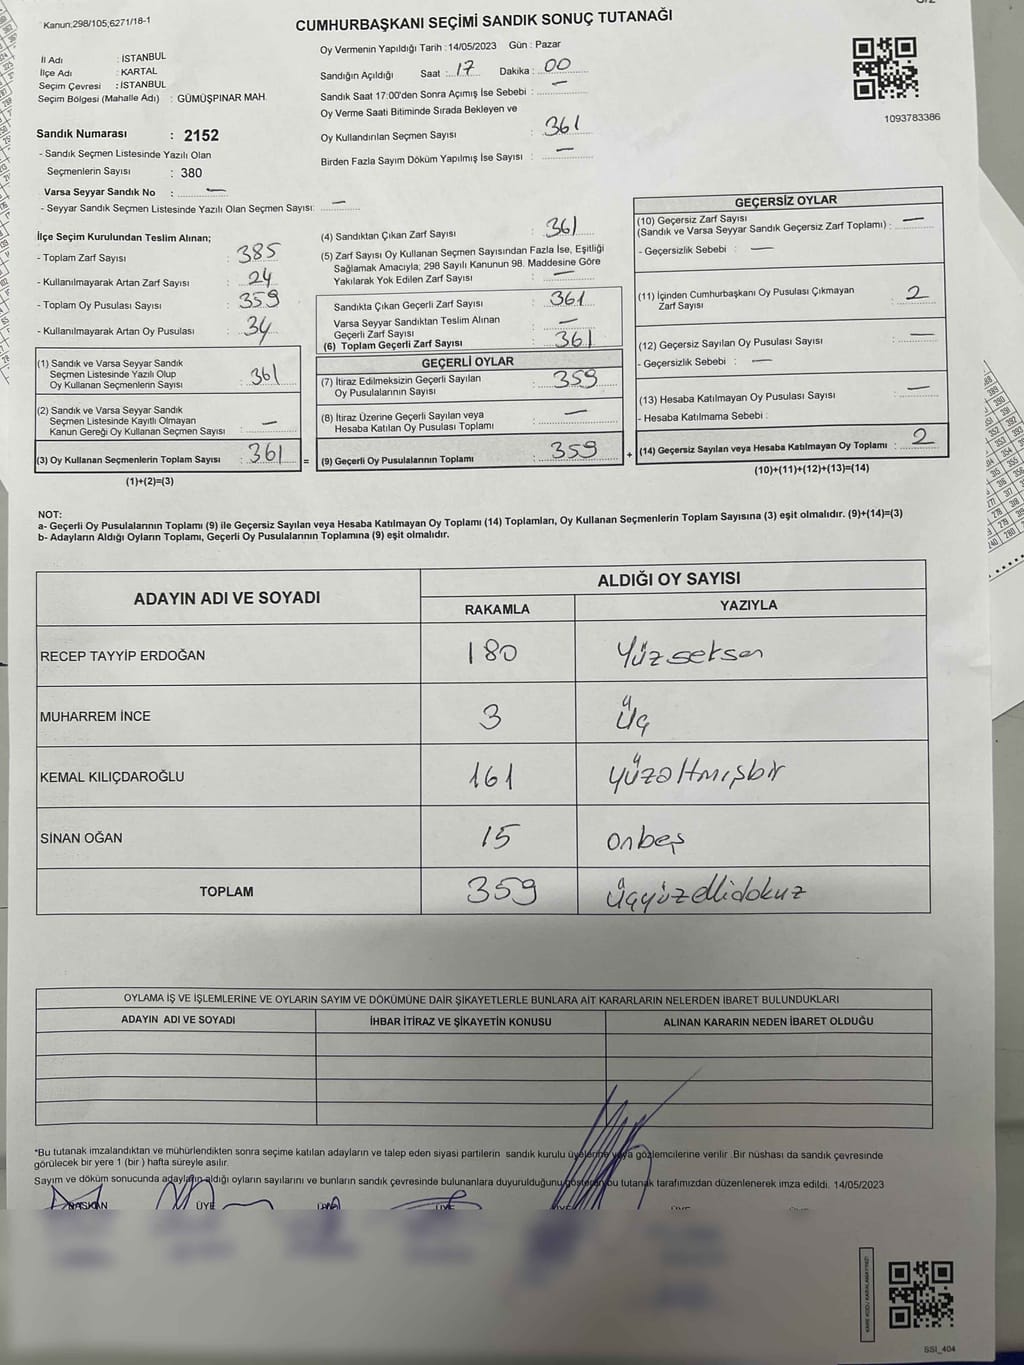 Kanun;298/105;6271/18-1
CUMHURBAŞKANI SEÇİMİ SANDIK SONUÇ TUTANAĞI
Oy Vermenin Yapıldığı Tarih : 14/05/2023 Gün : Pazar
İl Adı : İSTANBUL
İlçe Adı : KARTAL
Seçim Çevresi : İSTANBUL
Seçim Bölgesi (Mahalle Adı) : GÜMÜŞPINAR MAH.
Sandığın Açıldığı Saat : 17 Dakika : 00
Sandık Saat 17:00'den Sonra Açımış İse Sebebi : —
Oy Verme Saati Bitiminde Sırada Bekleyen ve
Oy Kullandırılan Seçmen Sayısı : 361
Birden Fazla Sayım Döküm Yapılmış İse Sayısı : —
1093783386
Sandık Numarası : 2152
- Sandık Seçmen Listesinde Yazılı Olan
Seçmenlerin Sayısı : 380
Varsa Seyyar Sandık No : —
- Seyyar Sandık Seçmen Listesinde Yazılı Olan Seçmen Sayısı: —
İlçe Seçim Kurulundan Teslim Alınan;
- Toplam Zarf Sayısı : 385
- Kullanılmayarak Artan Zarf Sayısı : 24
- Toplam Oy Pusulası Sayısı : 359
- Kullanılmayarak Artan Oy Pusulası : 34
(1) Sandık ve Varsa Seyyar Sandık
Seçmen Listesinde Yazılı Olup
Oy Kullanan Seçmenlerin Sayısı : 361
(2) Sandık ve Varsa Seyyar Sandık
Seçmen Listesinde Kayıtlı Olmayan
Kanun Gereği Oy Kullanan Seçmen Sayısı : —
(3) Oy Kullanan Seçmenlerin Toplam Sayısı : 361 =
(1)+(2)=(3)
(4) Sandıktan Çıkan Zarf Sayısı : 361
(5) Zarf Sayısı Oy Kullanan Seçmen Sayısından Fazla İse, Eşitliği
Sağlamak Amacıyla; 298 Sayılı Kanunun 98. Maddesine Göre
Yakılarak Yok Edilen Zarf Sayısı : —
Sandıkta Çıkan Geçerli Zarf Sayısı : 361
Varsa Seyyar Sandıktan Teslim Alınan
Geçerli Zarf Sayısı : —
(6) Toplam Geçerli Zarf Sayısı : 361
GEÇERLİ OYLAR
(7) İtiraz Edilmeksizin Geçerli Sayılan
Oy Pusulalarının Sayısı : 359
(8) İtiraz Üzerine Geçerli Sayılan veya
Hesaba Katılan Oy Pusulası Toplamı : —
(9) Geçerli Oy Pusulalarının Toplamı : 359 +
GEÇERSİZ OYLAR
(10) Geçersiz Zarf Sayısı
(Sandık ve Varsa Seyyar Sandık Geçersiz Zarf Toplamı) : —
- Geçersizlik Sebebi : —
(11) İçinden Cumhurbaşkanı Oy Pusulası Çıkmayan
Zarf Sayısı : 2
(12) Geçersiz Sayılan Oy Pusulası Sayısı : —
- Geçersizlik Sebebi : —
(13) Hesaba Katılmayan Oy Pusulası Sayısı : —
- Hesaba Katılmama Sebebi :
(14) Geçersiz Sayılan veya Hesaba Katılmayan Oy Toplamı : 2
(10)+(11)+(12)+(13)=(14)
NOT:
a- Geçerli Oy Pusulalarının Toplamı (9) ile Geçersiz Sayılan veya Hesaba Katılmayan Oy Toplamı (14) Toplamları, Oy Kullanan Seçmenlerin Toplam Sayısına (3) eşit olmalıdır. (9)+(14)=(3)
b- Adayların Aldığı Oyların Toplamı, Geçerli Oy Pusulalarının Toplamına (9) eşit olmalıdır.
ADAYIN ADI VE SOYADI
ALDIĞI OY SAYISI
RAKAMLA YAZIYLA
RECEP TAYYİP ERDOĞAN 180 Yüzseksen
MUHARREM İNCE 3 üç
KEMAL KILIÇDAROĞLU 161 yüzaltmışbir
SİNAN OĞAN 15 onbeş
TOPLAM 359 üçyüzellidokuz
OYLAMA İŞ VE İŞLEMLERİNE VE OYLARIN SAYIM VE DÖKÜMÜNE DAİR ŞİKAYETLERLE BUNLARA AİT KARARLARIN NELERDEN İBARET BULUNDUKLARI
ADAYIN ADI VE SOYADI İHBAR İTİRAZ VE ŞİKAYETİN KONUSU ALINAN KARARIN NEDEN İBARET OLDUĞU
*Bu tutanak imzalandıktan ve mühürlendikten sonra seçime katılan adayların ve talep eden siyasi partilerin sandık kurulu üyelerine veya gözlemcilerine verilir .Bir nüshası da sandık çevresinde
görülecek bir yere 1 (bir ) hafta süreyle asılır.
Sayım ve döküm sonucunda adayların aldığı oyların sayılarını ve bunların sandık çevresinde bulunanlara duyurulduğunu gösteren bu tutanak tarafımızdan düzenlenerek imza edildi. 14/05/2023
BAŞKAN ÜYE ÜYE
SSI_404